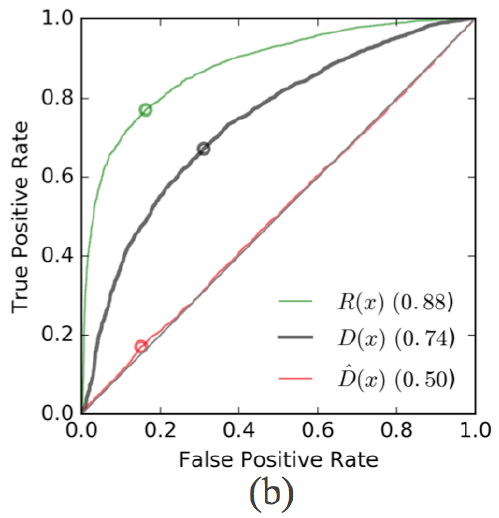 1.0
0.8
0.6
0.4
0.2
0.0
True Positive Rate
R(x) (0.88)
D(x) (0.74)
D̂(x) (0.50)
0.0 0.2 0.4 0.6 0.8 1.0
False Positive Rate
(b)